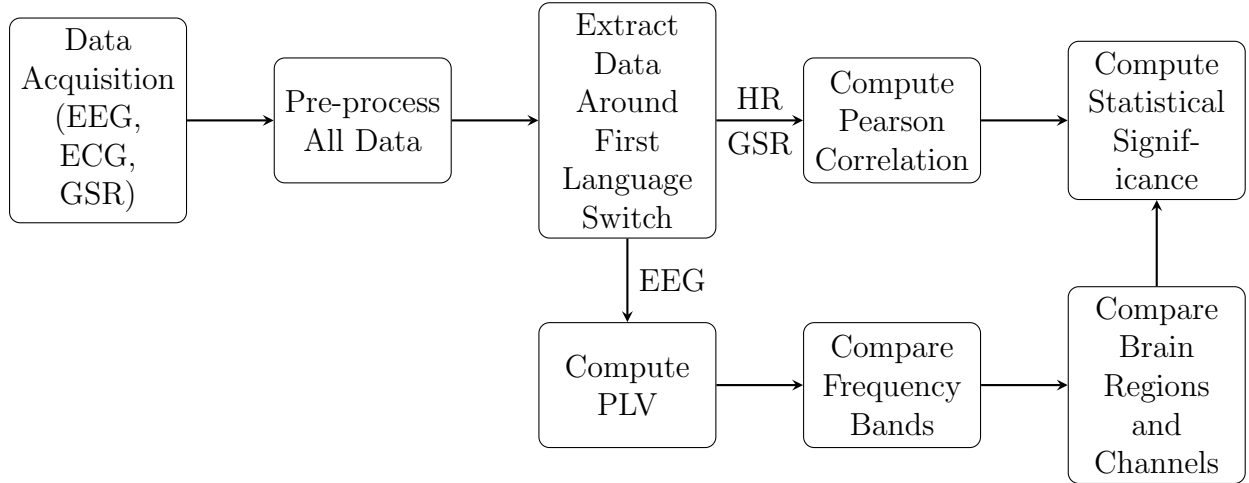 Data
Acquisition
(EEG,
ECG,
GSR)
Pre-process
All Data
Extract
Data
Around
First
Language
Switch
HR
GSR
Compute
Pearson
Correlation
Compute
Statistical
Signif-
icance
EEG
Compute
PLV
Compare
Frequency
Bands
Compare
Brain
Regions
and
Channels